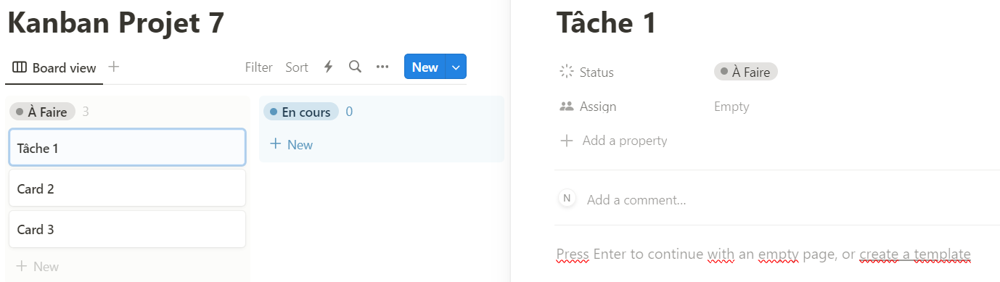 Kanban Projet 7
Board view
Filter Sort New
À Faire 3
Tâche 1
Card 2
Card 3
New
En cours 0
New
Tâche 1
Status À Faire
Assign Empty
Add a property
N Add a comment...
Press Enter to continue with an empty page, or create a template